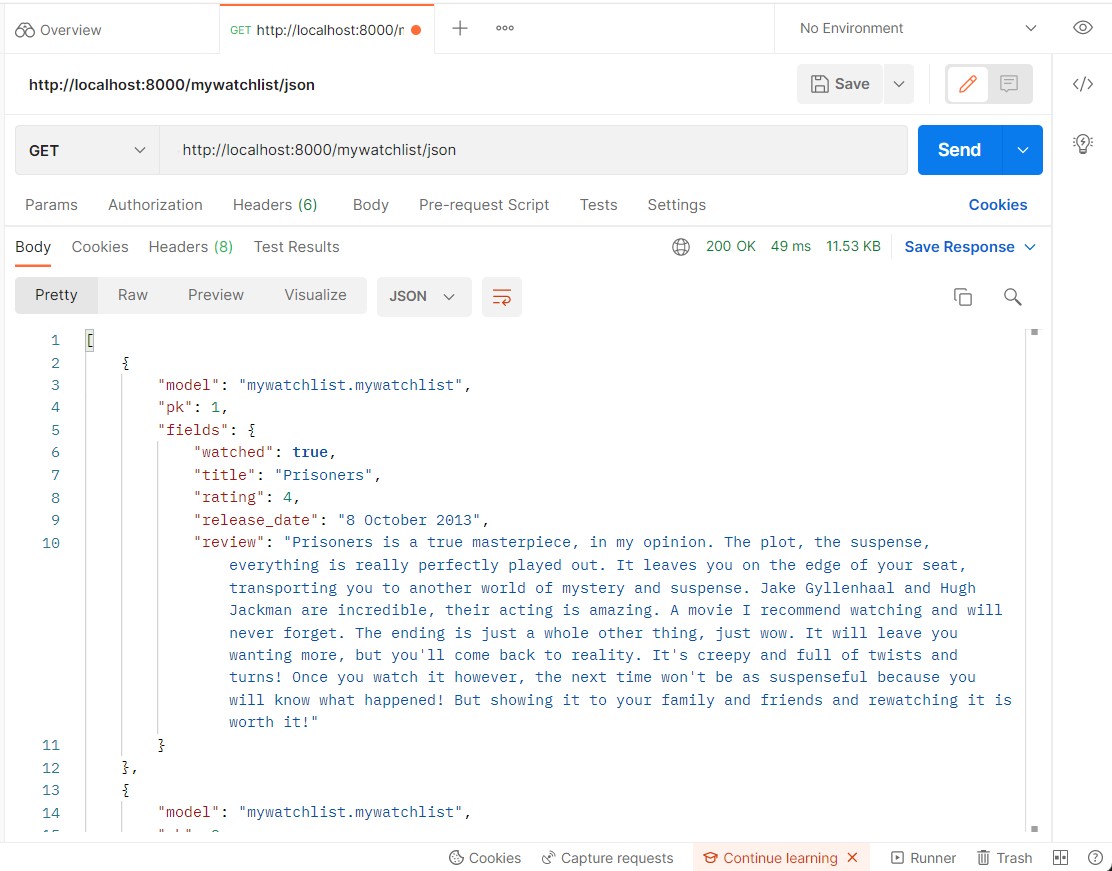 Overview
GET http://localhost:8000/r
No Environment
http://localhost:8000/mywatchlist/json
Save
GET
http://localhost:8000/mywatchlist/json
Send
Params Authorization Headers (6) Body Pre-request Script Tests Settings Cookies
Body Cookies Headers (8) Test Results 200 OK 49 ms 11.53 KB Save Response
Pretty Raw Preview Visualize JSON
1 [
2 {
3 "model": "mywatchlist.mywatchlist",
4 "pk": 1,
5 "fields": {
6 "watched": true,
7 "title": "Prisoners",
8 "rating": 4,
9 "release_date": "8 October 2013",
10 "review": "Prisoners is a true masterpiece, in my opinion. The plot, the suspense,
everything is really perfectly played out. It leaves you on the edge of your seat,
transporting you to another world of mystery and suspense. Jake Gyllenhaal and Hugh
Jackman are incredible, their acting is amazing. A movie I recommend watching and will
never forget. The ending is just a whole other thing, just wow. It will leave you
wanting more, but you'll come back to reality. It's creepy and full of twists and
turns! Once you watch it however, the next time won't be as suspenseful because you
will know what happened! But showing it to your family and friends and rewatching it is
worth it!"
11 }
12 },
13 {
14 "model": "mywatchlist.mywatchlist",
Cookies Capture requests Continue learning Runner Trash